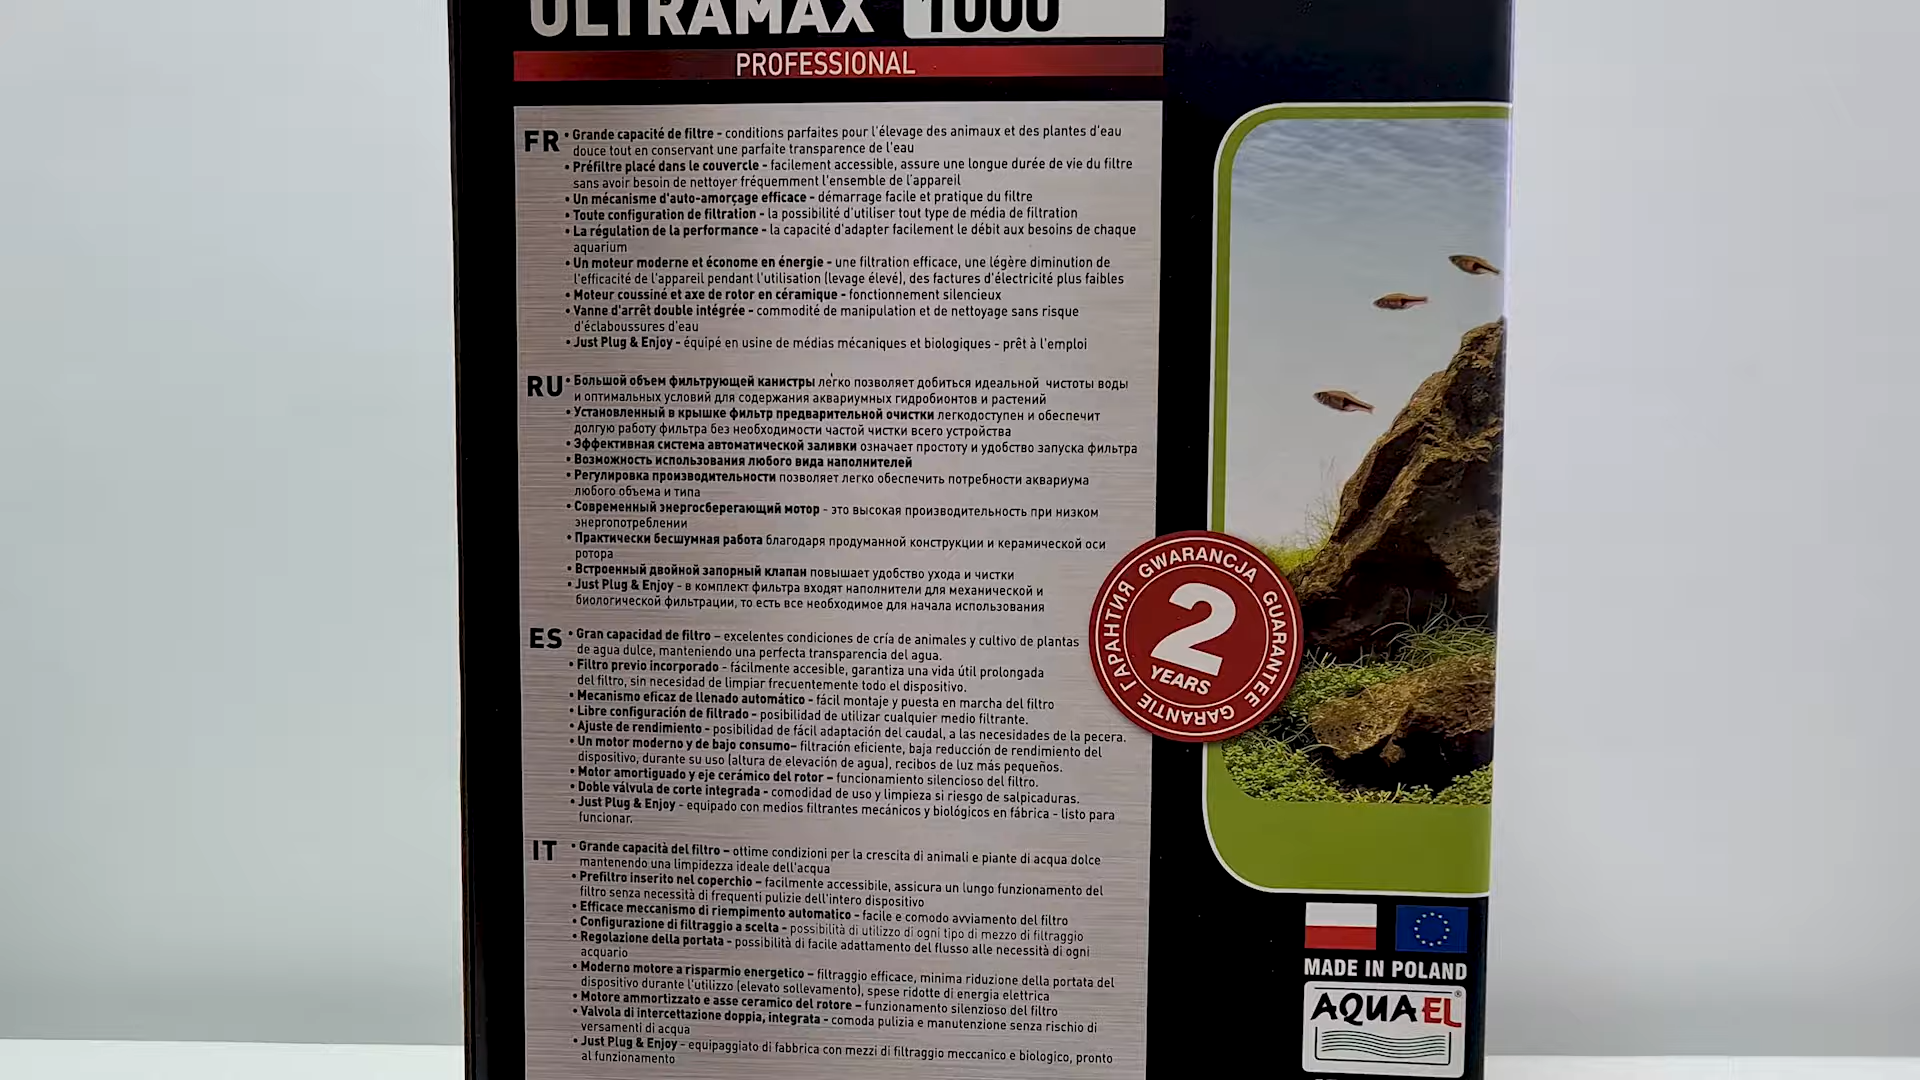 ULTRAMAX 1000
PROFESSIONAL
FR
• Grande capacité de filtre - conditions parfaites pour l'élevage des animaux et des plantes d'eau
douce tout en conservant une parfaite transparence de l'eau
• Préfiltre placé dans le couvercle - facilement accessible, assure une longue durée de vie du filtre
sans avoir besoin de nettoyer fréquemment l'ensemble de l'appareil
• Un mécanisme d'auto-amorçage efficace - démarrage facile et pratique du filtre
• Toute configuration de filtration - la possibilité d'utiliser tout type de média de filtration
• La régulation de la performance - la capacité d'adapter facilement le débit aux besoins de chaque
aquarium
• Un moteur moderne et économe en énergie - une filtration efficace, une légère diminution de
l'efficacité de l'appareil pendant l'utilisation (levage élevé), des factures d'électricité plus faibles
• Moteur coussiné et axe de rotor en céramique - fonctionnement silencieux
• Vanne d'arrêt double intégrée - commodité de manipulation et de nettoyage sans risque
d'éclaboussures d'eau
• Just Plug & Enjoy - équipé en usine de médias mécaniques et biologiques - prêt à l'emploi
RU
• Большой объем фильтрующей канистры легко позволяет добиться идеальной чистоты воды
и оптимальных условий для содержания аквариумных гидробионтов и растений
• Установленный в крышке фильтр предварительной очистки легкодоступен и обеспечит
долгую работу фильтра без необходимости частой чистки всего устройства
• Эффективная система автоматической заливки означает простоту и удобство запуска фильтра
• Возможность использования любого вида наполнителей
• Регулировка производительности позволяет легко обеспечить потребности аквариума
любого объема и типа
• Современный энергосберегающий мотор - это высокая производительность при низком
энергопотреблении
• Практически бесшумная работа благодаря продуманной конструкции и керамической оси
ротора
• Встроенный двойной запорный клапан повышает удобство ухода и чистки
• Just Plug & Enjoy - в комплект фильтра входят наполнители для механической и
биологической фильтрации, то есть все необходимое для начала использования
ES
• Gran capacidad de filtro – excelentes condiciones de cría de animales y cultivo de plantas
de agua dulce, manteniendo una perfecta transparencia del agua.
• Filtro previo incorporado - fácilmente accesible, garantiza una vida útil prolongada
del filtro, sin necesidad de limpiar frecuentemente todo el dispositivo.
• Mecanismo eficaz de llenado automático - fácil montaje y puesta en marcha del filtro
• Libre configuración de filtrado - posibilidad de utilizar cualquier medio filtrante.
• Ajuste de rendimiento - posibilidad de fácil adaptación del caudal, a las necesidades de la pecera.
• Un motor moderno y de bajo consumo– filtración eficiente, baja reducción de rendimiento del
dispositivo, durante su uso (altura de elevación de agua), recibos de luz más pequeños.
• Motor amortiguado y eje cerámico del rotor – funcionamiento silencioso del filtro.
• Doble válvula de corte integrada - comodidad de uso y limpieza si riesgo de salpicaduras.
• Just Plug & Enjoy - equipado con medios filtrantes mecánicos y biológicos en fábrica - listo para
funcionar.
IT
• Grande capacità del filtro – ottime condizioni per la crescita di animali e piante di acqua dolce
mantenendo una limpidezza ideale dell'acqua
• Prefiltro inserito nel coperchio – facilmente accessibile, assicura un lungo funzionamento del
filtro senza necessità di frequenti pulizie dell'intero dispositivo
• Efficace meccanismo di riempimento automatico - facile e comodo avviamento del filtro
• Configurazione di filtraggio a scelta - possibilità di utilizzo di ogni tipo di mezzo di filtraggio
• Regolazione della portata - possibilità di facile adattamento del flusso alle necessità di ogni
acquario
• Moderno motore a risparmio energetico – filtraggio efficace, minima riduzione della portata del
dispositivo durante l'utilizzo (elevato sollevamento), spese ridotte di energia elettrica
• Motore ammortizzato e asse ceramico del rotore – funzionamento silenzioso del filtro
• Valvola di intercettazione doppia, integrata - comoda pulizia e manutenzione senza rischio di
versamenti di acqua
• Just Plug & Enjoy - equipaggiato di fabbrica con mezzi di filtraggio meccanico e biologico, pronto
al funzionamento
GWARANCJA GUARANTEE GARANTIE ГАРАНТИЯ
2
YEARS
MADE IN POLAND
AQUAEL®